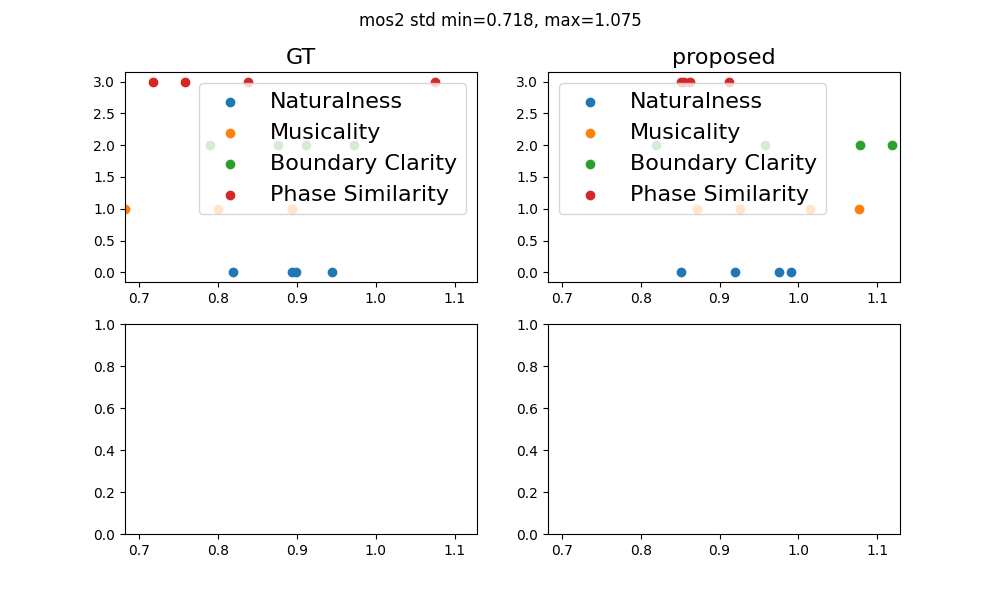 mos2 std min=0.718, max=1.075
GT
proposed
3.0
2.5
2.0
1.5
1.0
0.5
0.0
Naturalness
Musicality
Boundary Clarity
Phase Similarity
0.7 0.8 0.9 1.0 1.1
3.0
2.5
2.0
1.5
1.0
0.5
0.0
Naturalness
Musicality
Boundary Clarity
Phase Similarity
0.7 0.8 0.9 1.0 1.1
1.0
0.8
0.6
0.4
0.2
0.0
0.7 0.8 0.9 1.0 1.1
1.0
0.8
0.6
0.4
0.2
0.0
0.7 0.8 0.9 1.0 1.1